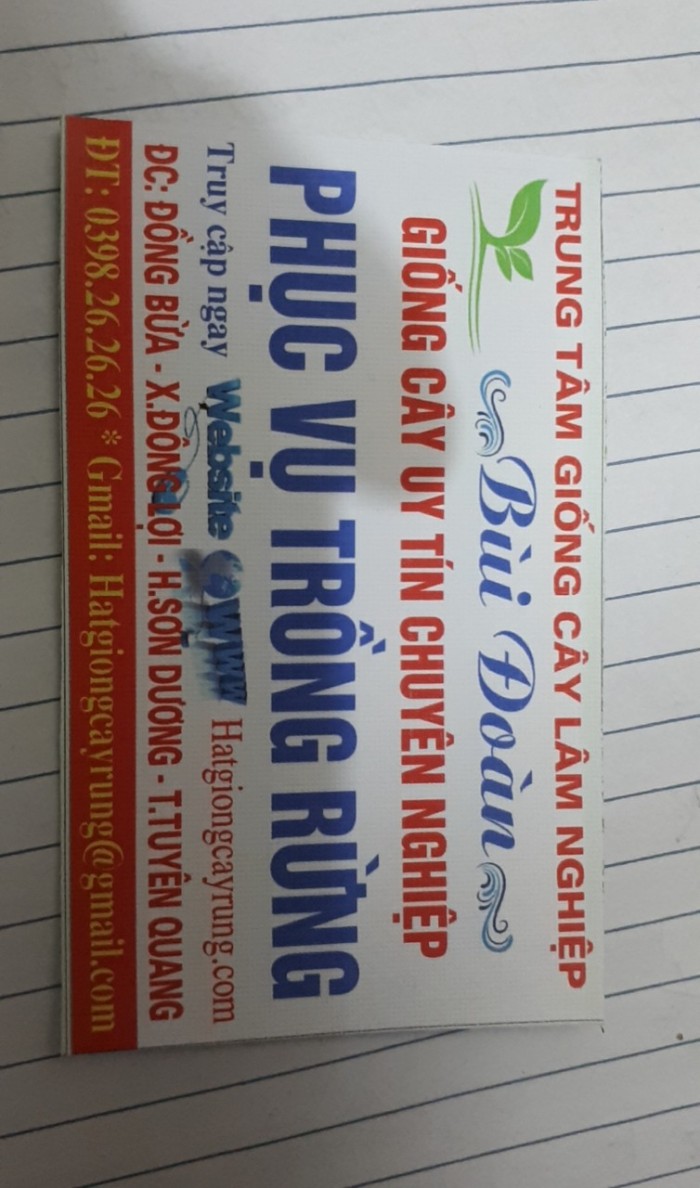 TRUNG TÂM GIỐNG CÂY LÂM NGHIỆP
Bùi Đoàn
GIỐNG CÂY UY TÍN CHUYÊN NGHIỆP
PHỤC VỤ TRỒNG RỪNG
Truy cập ngay Website www Hatgiongcayrung.com
ĐC: ĐỒNG BỪA - X.ĐÔNG LỢI - H.SƠN DƯƠNG - T.TUYÊN QUANG
ĐT: 0398.26.26.26 * Gmail: Hatgiongcayrung@gmail.com